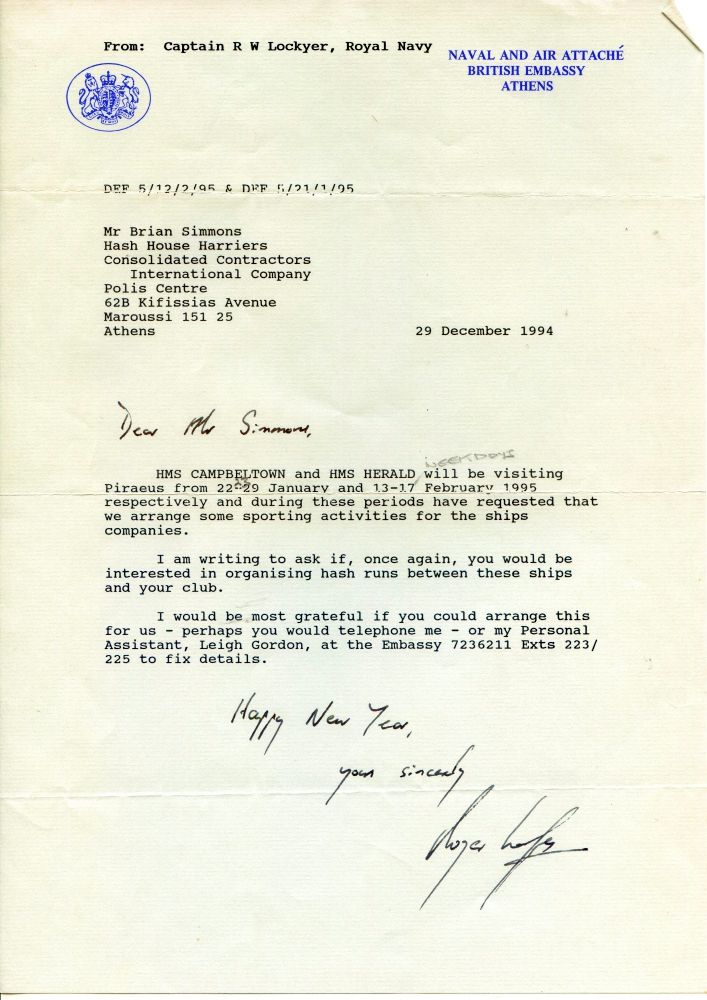 From: Captain R W Lockyer, Royal Navy
NAVAL AND AIR ATTACHÉ
BRITISH EMBASSY
ATHENS
DEF 5/12/2/95 & DEF 5/21/1/95
Mr Brian Simmons
Hash House Harriers
Consolidated Contractors
International Company
Polis Centre
62B Kifissias Avenue
Maroussi 151 25
Athens
29 December 1994
Dear Mr Simmons,
WEEKDAYS
HMS CAMPBELTOWN and HMS HERALD will be visiting
Piraeus from 22-29 January and 13-17 February 1995
respectively and during these periods have requested that
we arrange some sporting activities for the ships
companies.
I am writing to ask if, once again, you would be
interested in organising hash runs between these ships
and your club.
I would be most grateful if you could arrange this
for us - perhaps you would telephone me - or my Personal
Assistant, Leigh Gordon, at the Embassy 7236211 Exts 223/
225 to fix details.
Happy New Year,
yours sincerely
Roger Lockyer